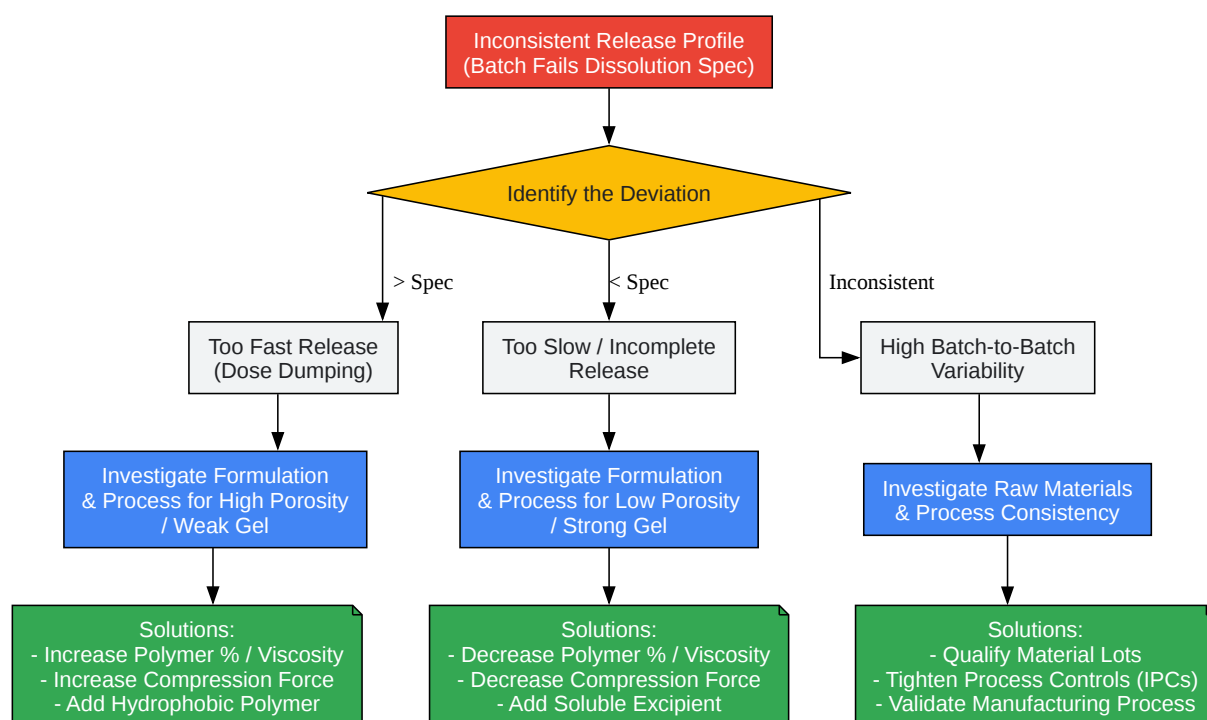 Inconsistent Release Profile
(Batch Fails Dissolution Spec)
Identify the Deviation
> Spec
< Spec
Inconsistent
Too Fast Release
(Dose Dumping)
Too Slow / Incomplete
Release
High Batch-to-Batch
Variability
Investigate Formulation
& Process for High Porosity
/ Weak Gel
Investigate Formulation
& Process for Low Porosity
/ Strong Gel
Investigate Raw Materials
& Process Consistency
Solutions:
- Increase Polymer % / Viscosity
- Increase Compression Force
- Add Hydrophobic Polymer
Solutions:
- Decrease Polymer % / Viscosity
- Decrease Compression Force
- Add Soluble Excipient
Solutions:
- Qualify Material Lots
- Tighten Process Controls (IPCs)
- Validate Manufacturing Process